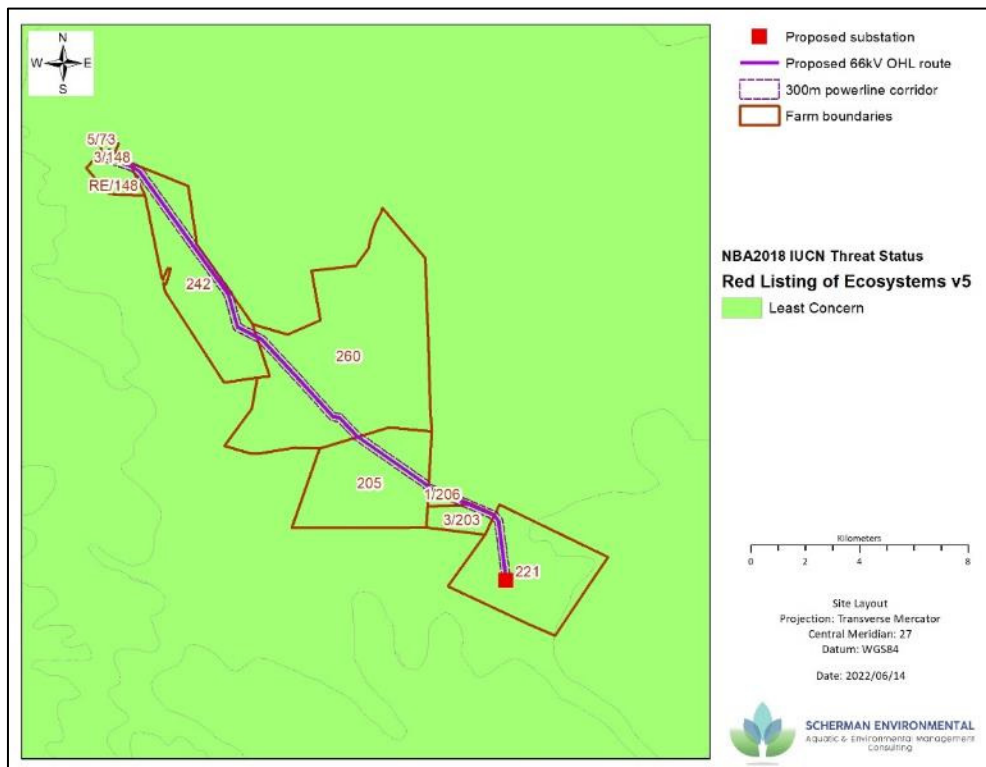 N
W E
S
5/73
3/148
RE/148
242
260
205
1/206
3/203
221
Proposed substation
Proposed 66kV OHL route
300m powerline corridor
Farm boundaries
NBA2018 IUCN Threat Status
Red Listing of Ecosystems v5
Least Concern
Kilometers
0 2 4 8
Site Layout
Projection: Transverse Mercator
Central Meridian: 27
Datum: WGS84
Date: 2022/06/14
SCHERMAN ENVIRONMENTAL
Aquatic & Environmental Management
Consulting